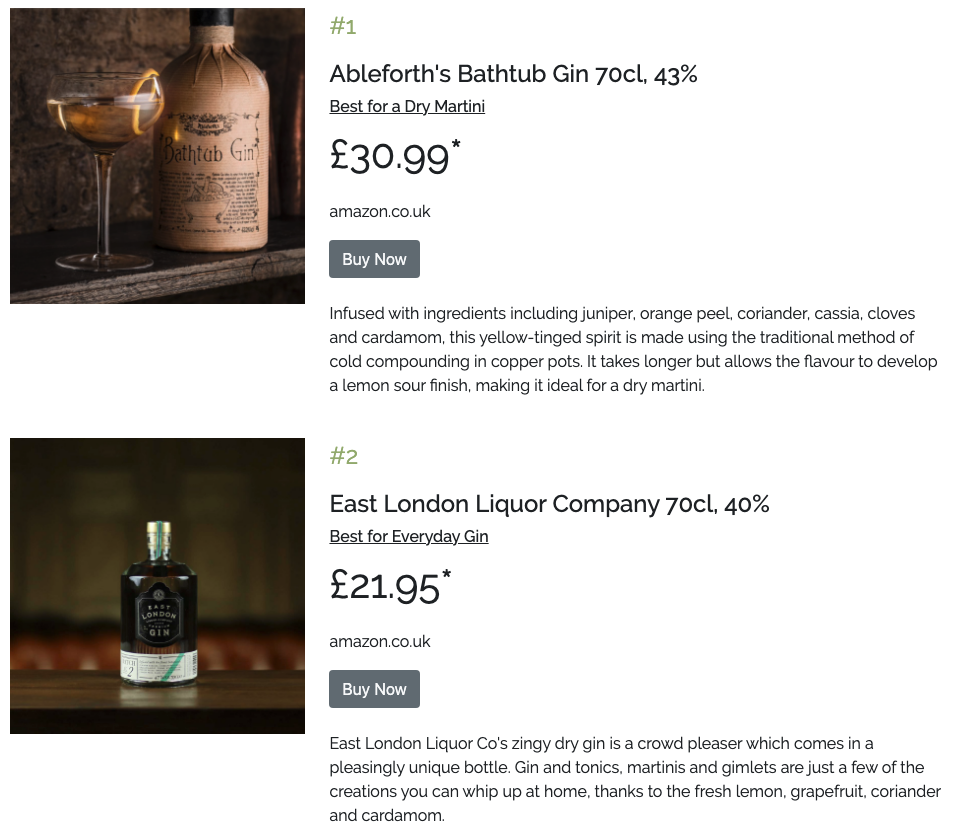 #1
Ableforth's Bathtub Gin 70cl, 43%
Best for a Dry Martini
£30.99*
amazon.co.uk
Buy Now
Infused with ingredients including juniper, orange peel, coriander, cassia, cloves
and cardamom, this yellow-tinged spirit is made using the traditional method of
cold compounding in copper pots. It takes longer but allows the flavour to develop
a lemon sour finish, making it ideal for a dry martini.
Bathtub Gin
#2
East London Liquor Company 70cl, 40%
Best for Everyday Gin
£21.95*
amazon.co.uk
Buy Now
East London Liquor Co's zingy dry gin is a crowd pleaser which comes in a
pleasingly unique bottle. Gin and tonics, martinis and gimlets are just a few of the
creations you can whip up at home, thanks to the fresh lemon, grapefruit, coriander
and cardamom.
EAST
LONDON
GIN
2